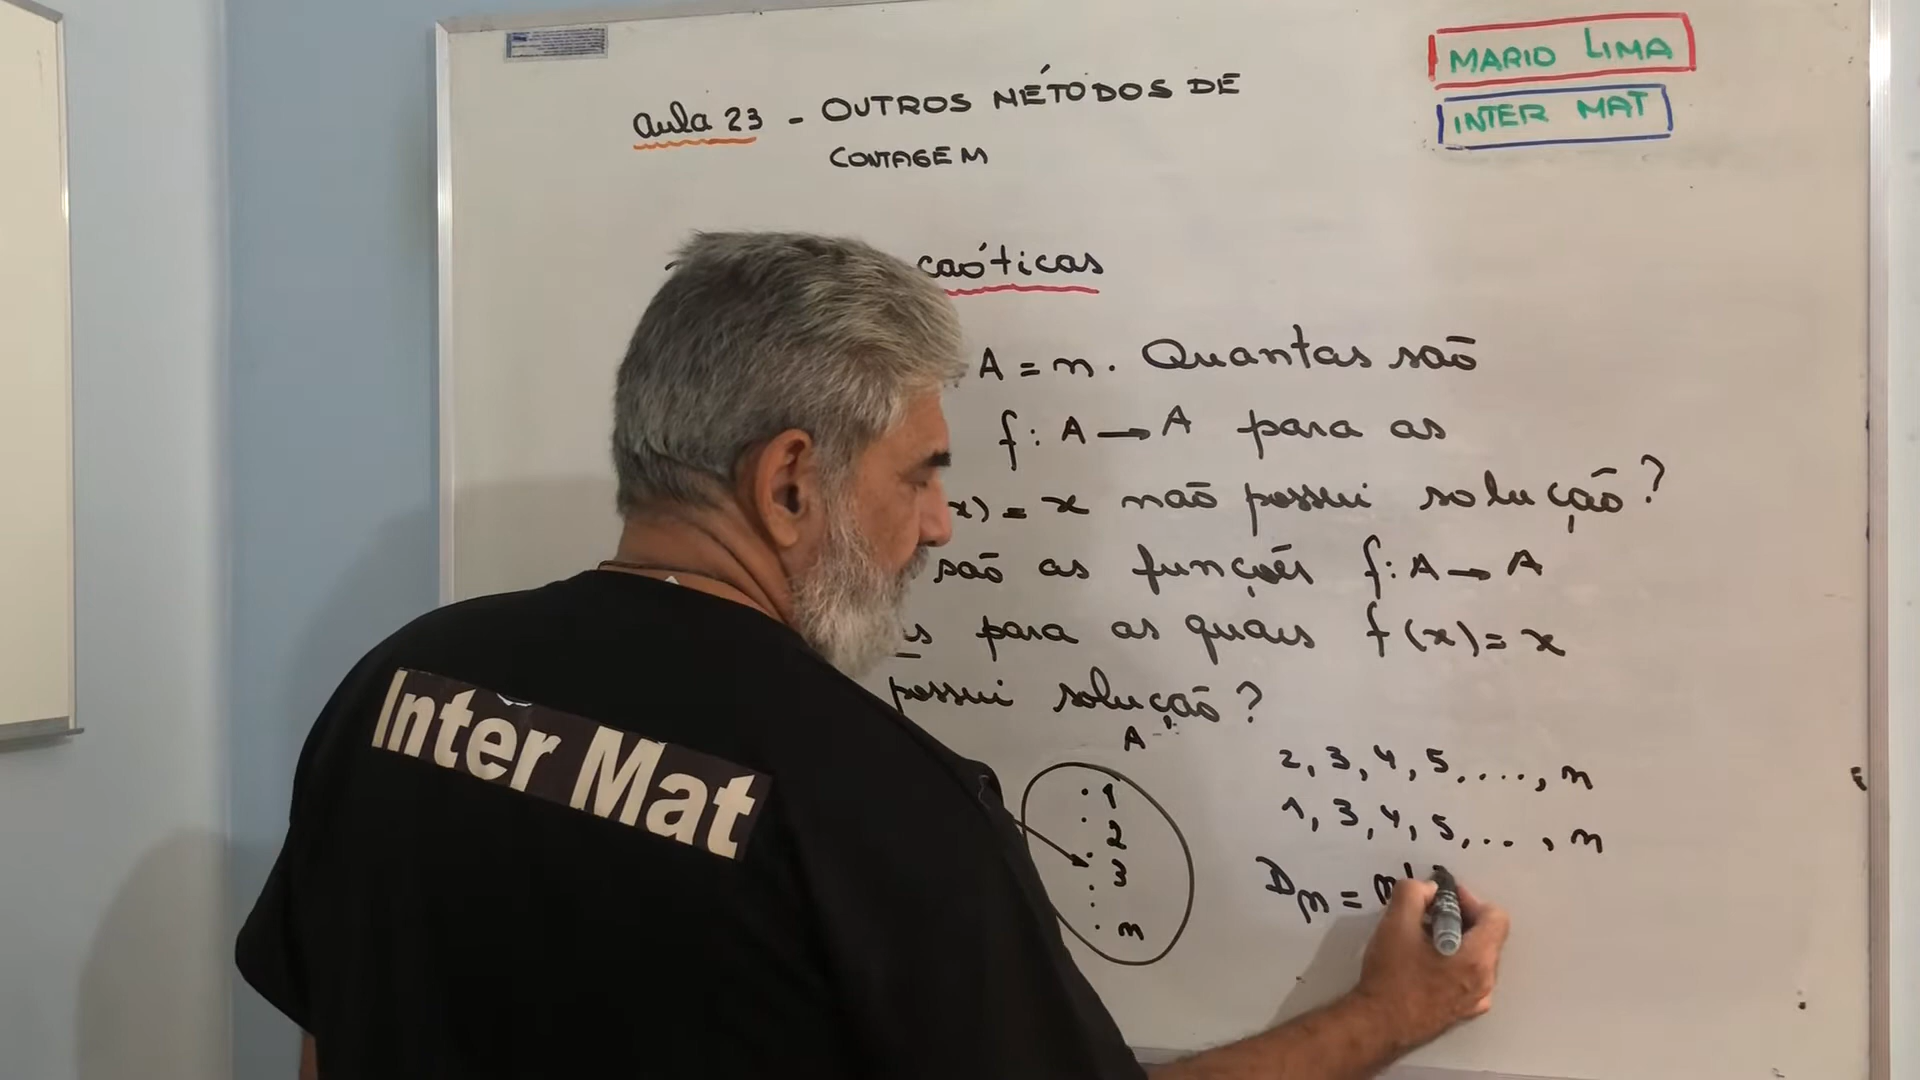 MARIO LIMA
INTER MAT
Aula 23 - OUTROS MÉTODOS DE
CONTAGEM
caóticas
A = n. Quantas são
f: A → A para as
x) = x não possui solução?
são as funções f: A → A
as para as quais f(x) = x
possui solução?
A
1
2
3
n
2, 3, 4, 5, ...., n
1, 3, 4, 5, ... , n
Dn = n!
Inter Mat